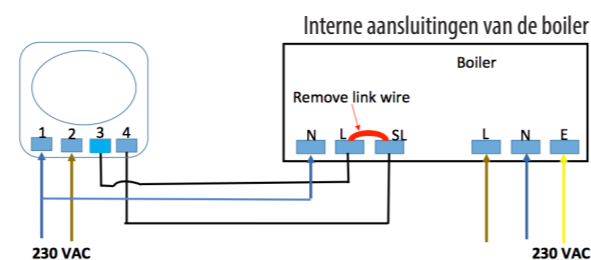 Interne aansluitingen van de boiler
Boiler
Remove link wire
1 2 3 4
N L SL L N E
230 VAC 230 VAC